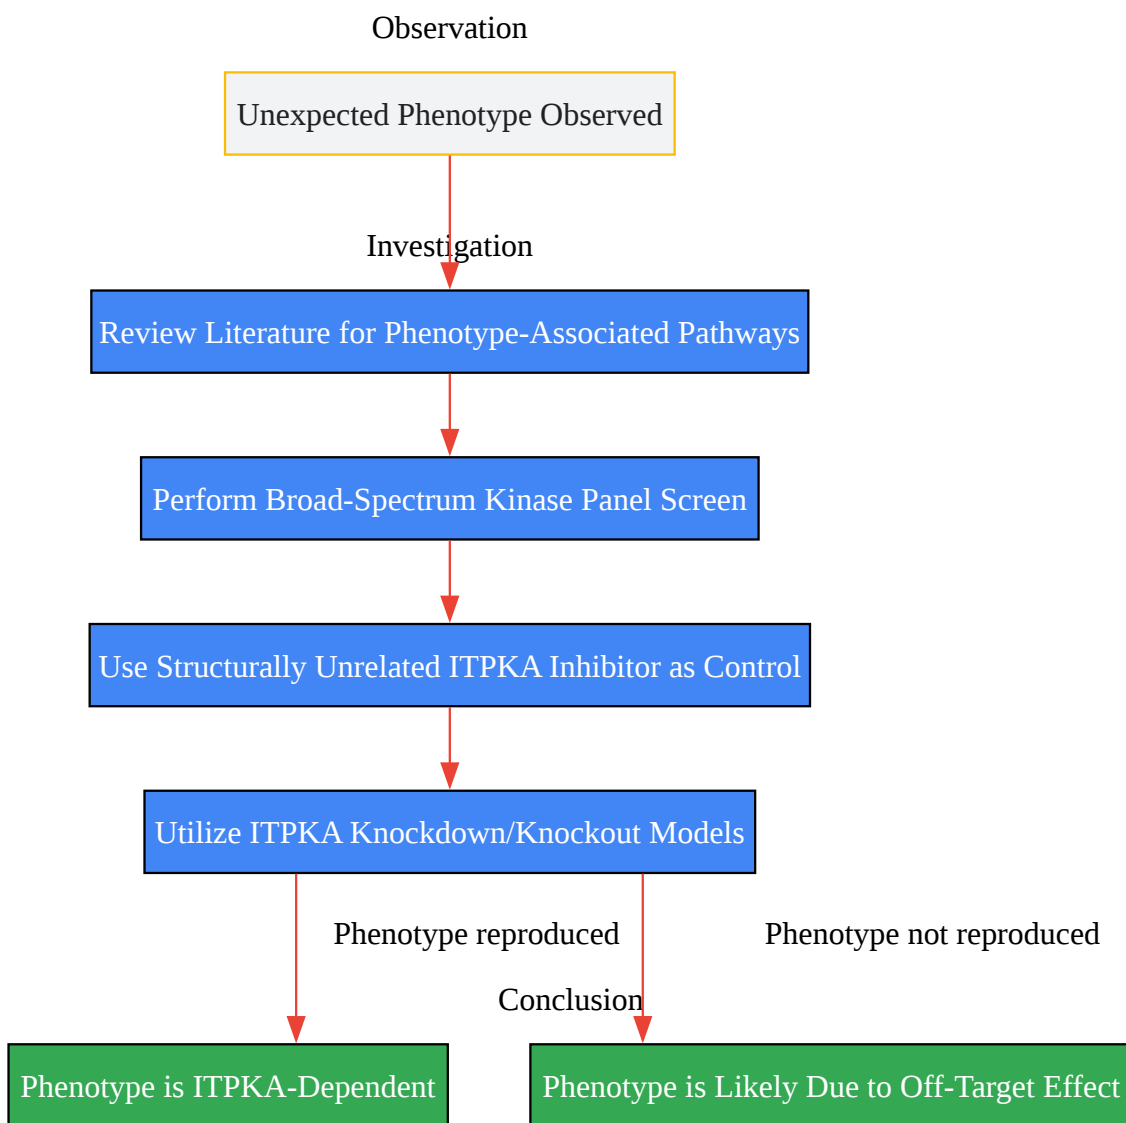 Observation
Unexpected Phenotype Observed
Investigation
Review Literature for Phenotype-Associated Pathways
Perform Broad-Spectrum Kinase Panel Screen
Use Structurally Unrelated ITPKA Inhibitor as Control
Utilize ITPKA Knockdown/Knockout Models
Phenotype reproduced
Phenotype not reproduced
Conclusion
Phenotype is ITPKA-Dependent
Phenotype is Likely Due to Off-Target Effect